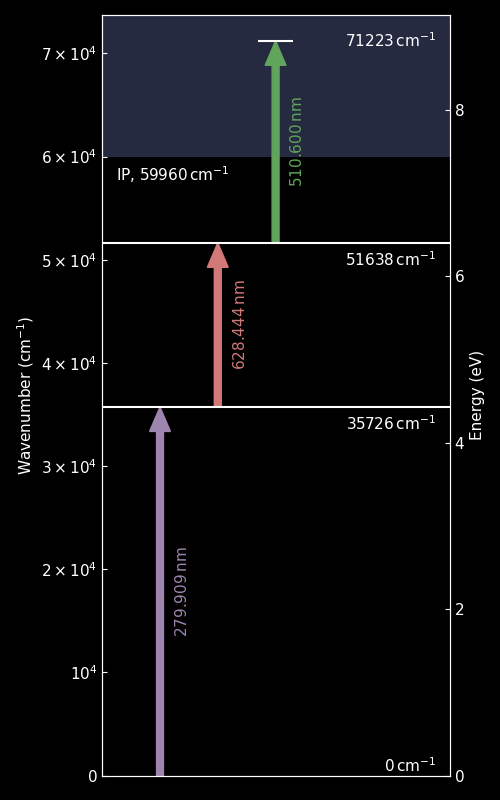 7 × 10⁴
6 × 10⁴
5 × 10⁴
4 × 10⁴
3 × 10⁴
2 × 10⁴
10⁴
0
Wavenumber (cm⁻¹)
71223 cm⁻¹
IP, 59960 cm⁻¹
510.600 nm
51638 cm⁻¹
628.444 nm
35726 cm⁻¹
279.909 nm
0 cm⁻¹
8
6
4
2
0
Energy (eV)